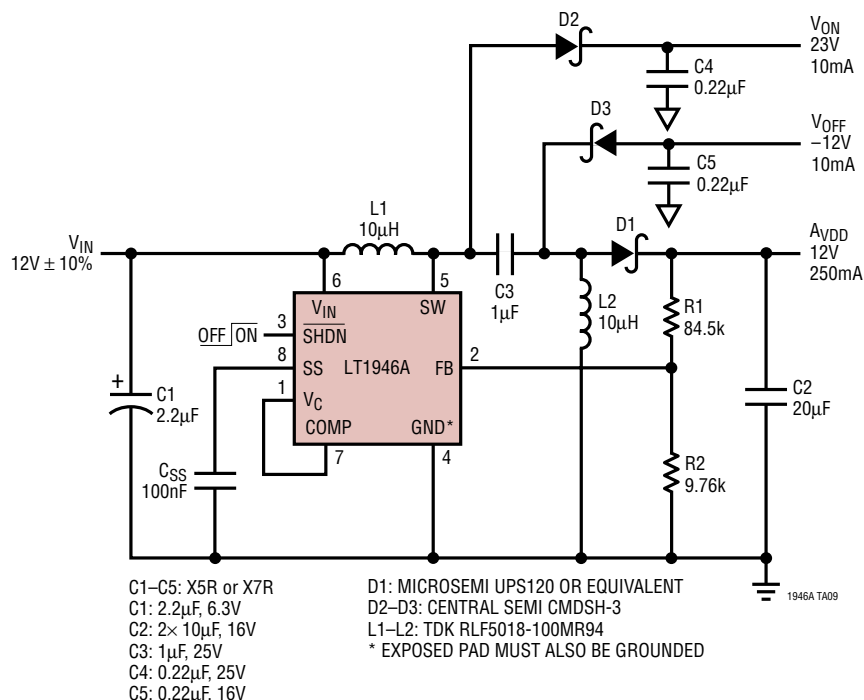 D2
V_ON
23V
10mA
C4
0.22µF
D3
V_OFF
–12V
10mA
C5
0.22µF
L1
10µH
D1
V_IN
12V ± 10%
A_VDD
12V
250mA
6
5
C3
1µF
L2
10µH
R1
84.5k
V_IN
SW
OFF ON
3
SHDN
8
SS
LT1946A
FB
2
1
V_C
COMP
GND*
7
4
+
C1
2.2µF
C_SS
100nF
C2
20µF
R2
9.76k
C1–C5: X5R or X7R
C1: 2.2µF, 6.3V
C2: 2× 10µF, 16V
C3: 1µF, 25V
C4: 0.22µF, 25V
C5: 0.22µF, 16V
D1: MICROSEMI UPS120 OR EQUIVALENT
D2–D3: CENTRAL SEMI CMDSH-3
L1–L2: TDK RLF5018-100MR94
* EXPOSED PAD MUST ALSO BE GROUNDED
1946A TA09